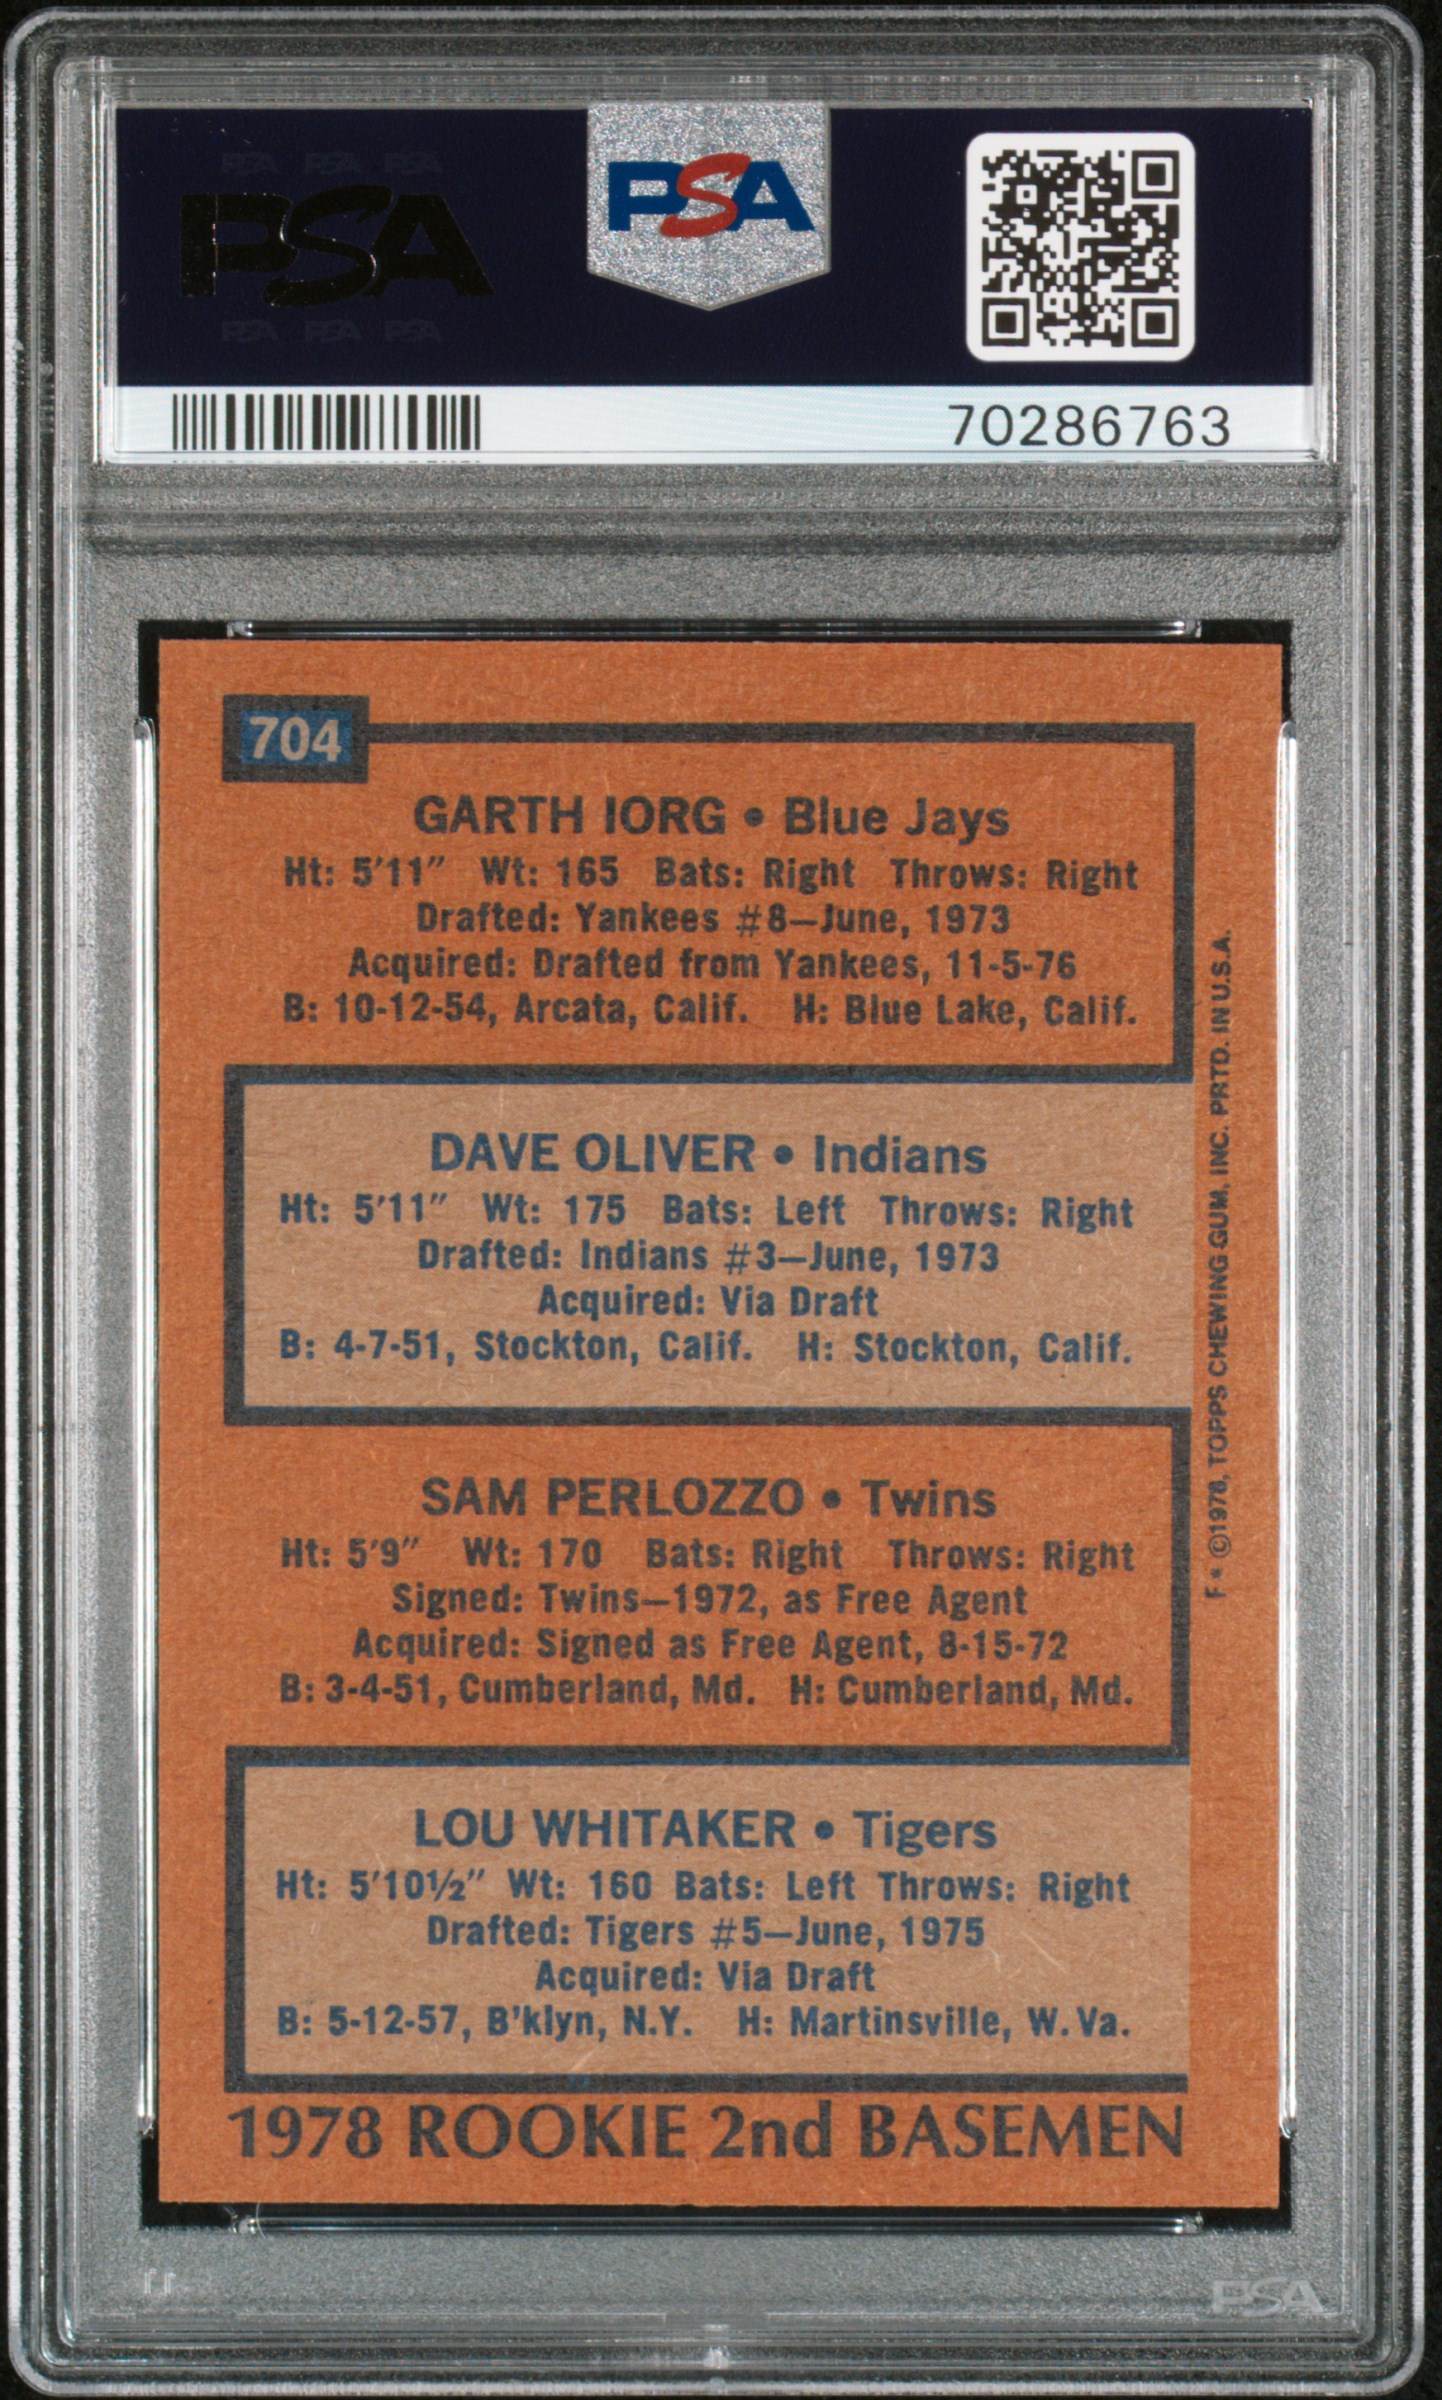 PSA PSA PSA
PSA
PSA PSA PSA
PSA
70286763
704
GARTH IORG • Blue Jays
Ht: 5'11" Wt: 165 Bats: Right Throws: Right
Drafted: Yankees #8—June, 1973
Acquired: Drafted from Yankees, 11-5-76
B: 10-12-54, Arcata, Calif. H: Blue Lake, Calif.
DAVE OLIVER • Indians
Ht: 5'11" Wt: 175 Bats: Left Throws: Right
Drafted: Indians #3—June, 1973
Acquired: Via Draft
B: 4-7-51, Stockton, Calif. H: Stockton, Calif.
SAM PERLOZZO • Twins
Ht: 5'9" Wt: 170 Bats: Right Throws: Right
Signed: Twins—1972, as Free Agent
Acquired: Signed as Free Agent, 8-15-72
B: 3-4-51, Cumberland, Md. H: Cumberland, Md.
LOU WHITAKER • Tigers
Ht: 5'10½" Wt: 160 Bats: Left Throws: Right
Drafted: Tigers #5—June, 1975
Acquired: Via Draft
B: 5-12-57, B'klyn, N.Y. H: Martinsville, W. Va.
1978 ROOKIE 2nd BASEMEN
F* ©1978, TOPPS CHEWING GUM, INC. PRTD. IN U.S.A.
PSA